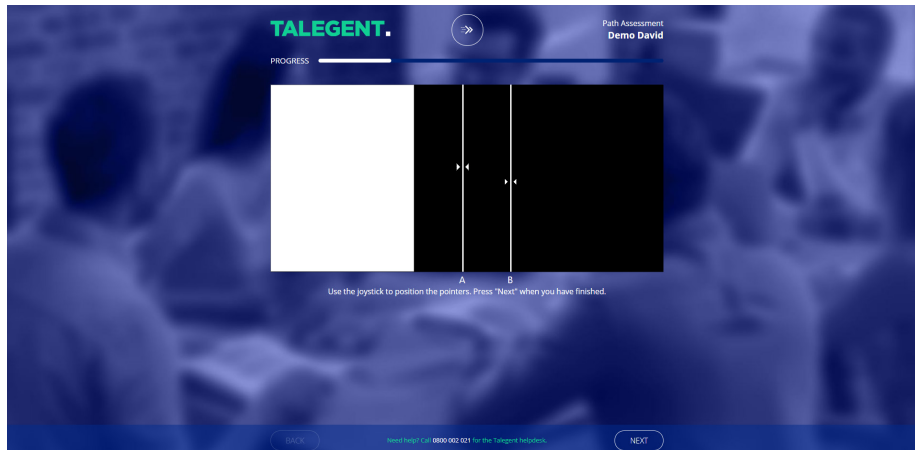 TALEGENT.
Path Assessment
Demo David
PROGRESS
A B
Use the joystick to position the pointers. Press "Next" when you have finished.
BACK
Need help? Call 0800 002 021 for the Talegent helpdesk.
NEXT